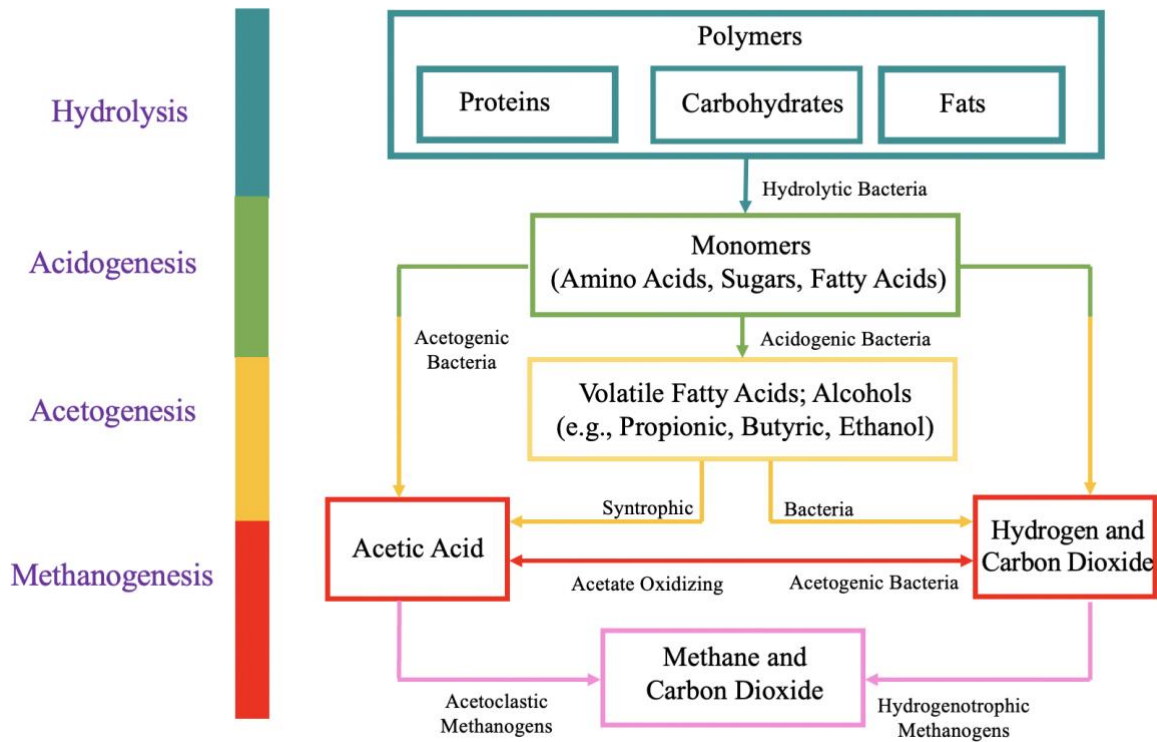 Polymers
Proteins
Carbohydrates
Fats
Hydrolysis
Hydrolytic Bacteria
Monomers
(Amino Acids, Sugars, Fatty Acids)
Acidogenesis
Acetogenic
Bacteria
Acidogenic Bacteria
Volatile Fatty Acids; Alcohols
(e.g., Propionic, Butyric, Ethanol)
Acetogenesis
Syntrophic
Bacteria
Acetic Acid
Hydrogen and
Carbon Dioxide
Methanogenesis
Acetate Oxidizing
Acetogenic Bacteria
Methane and
Carbon Dioxide
Acetoclastic
Methanogens
Hydrogenotrophic
Methanogens